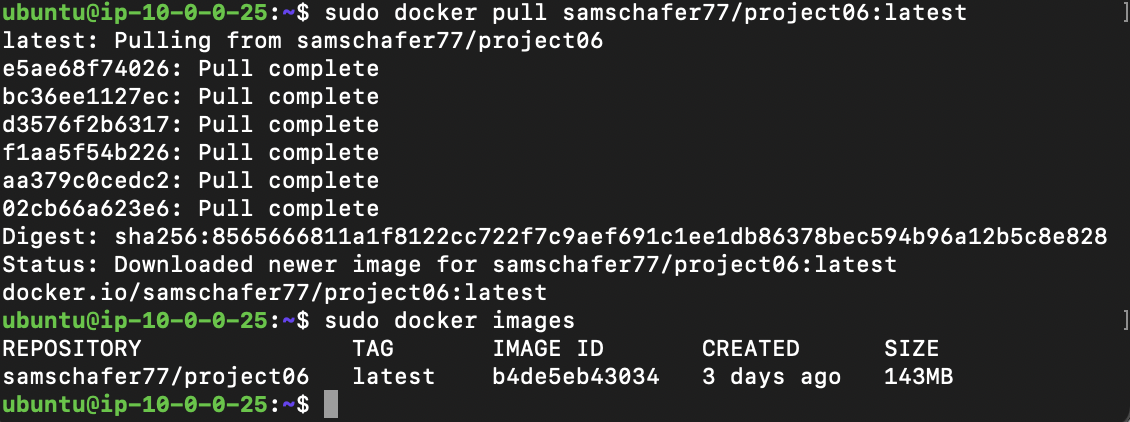 ubuntu@ip-10-0-0-25:~$ sudo docker pull samschafer77/project06:latest ]
latest: Pulling from samschafer77/project06
e5ae68f74026: Pull complete
bc36ee1127ec: Pull complete
d3576f2b6317: Pull complete
f1aa5f54b226: Pull complete
aa379c0cedc2: Pull complete
02cb66a623e6: Pull complete
Digest: sha256:8565666811a1f8122cc722f7c9aef691c1ee1db86378bec594b96a12b5c8e828
Status: Downloaded newer image for samschafer77/project06:latest
docker.io/samschafer77/project06:latest
ubuntu@ip-10-0-0-25:~$ sudo docker images ]
REPOSITORY TAG IMAGE ID CREATED SIZE
samschafer77/project06 latest b4de5eb43034 3 days ago 143MB
ubuntu@ip-10-0-0-25:~$